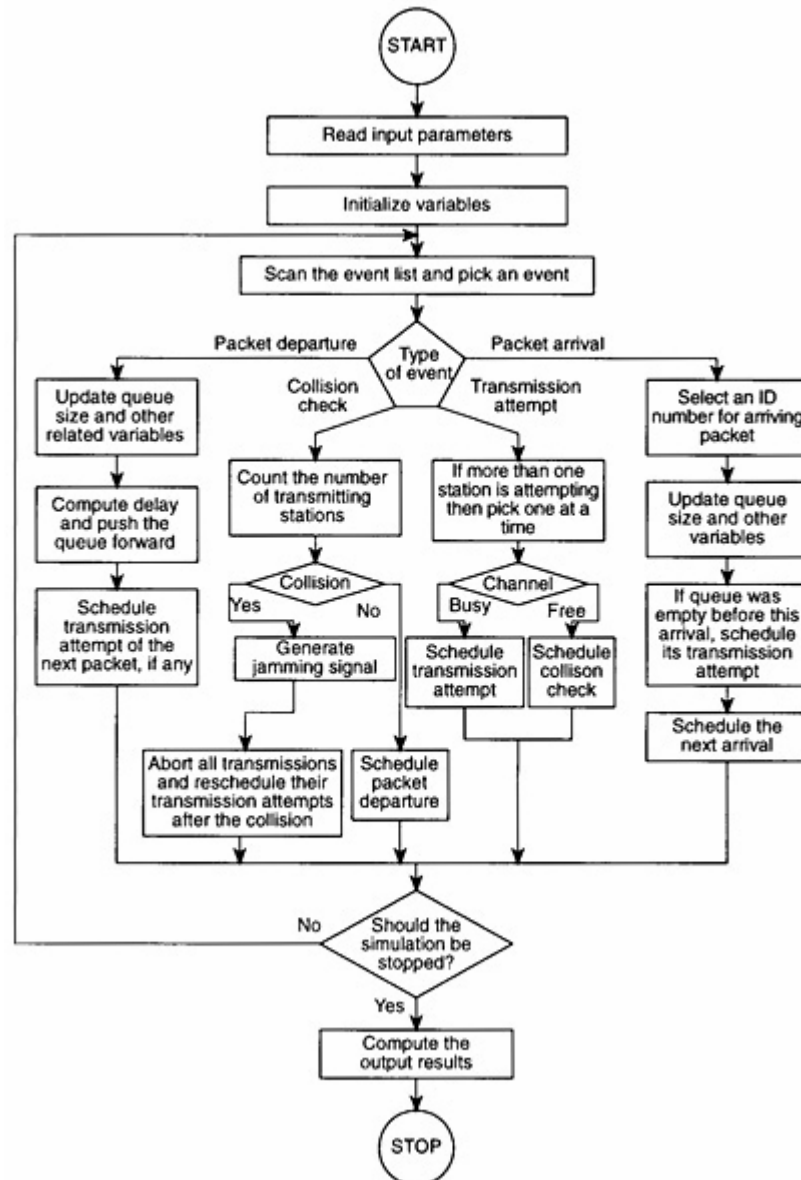 START
Read input parameters
Initialize variables
Scan the event list and pick an event
Type
of event
Packet departure
Collision
check
Transmission
attempt
Packet arrival
Update queue
size and other
related variables
Compute delay
and push the
queue forward
Schedule
transmission
attempt of the
next packet, if any
Count the number
of transmitting
stations
Collision
Yes
No
Generate
jamming signal
Abort all transmissions
and reschedule their
transmission attempts
after the collision
Schedule
packet
departure
If more than one
station is attempting
then pick one at a
time
Channel
Busy
Free
Schedule
transmission
attempt
Schedule
collison
check
Select an ID
number for arriving
packet
Update queue
size and other
variables
If queue was
empty before this
arrival, schedule
its transmission
attempt
Schedule the
next arrival
Should the
simulation be
stopped?
No
Yes
Compute the
output results
STOP